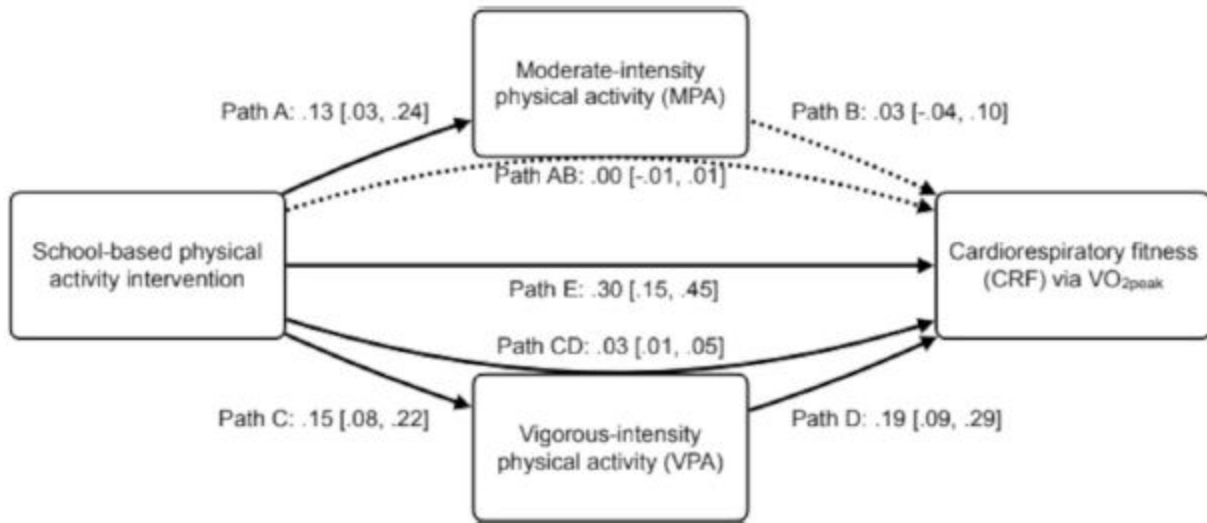 Moderate-intensity
physical activity (MPA)
Path A: .13 [.03, .24]
Path B: .03 [-.04, .10]
Path AB: .00 [-.01, .01]
School-based physical
activity intervention
Cardiorespiratory fitness
(CRF) via VO2peak
Path E: .30 [.15, .45]
Path CD: .03 [.01, .05]
Path C: .15 [.08, .22]
Path D: .19 [.09, .29]
Vigorous-intensity
physical activity (VPA)